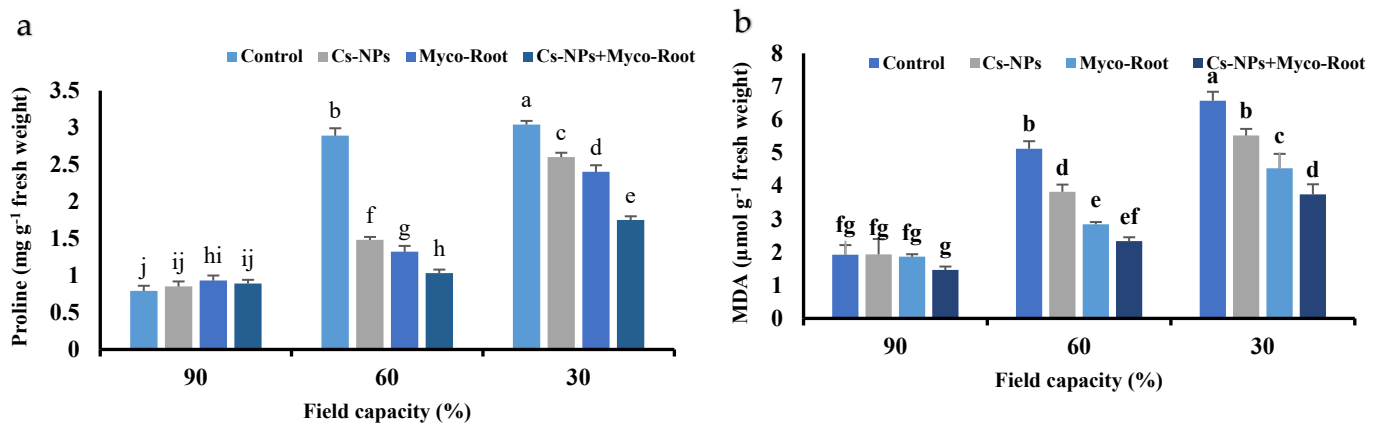 a
Control Cs-NPs Myco-Root Cs-NPs+Myco-Root
Proline (mg g-1 fresh weight)
3.5
3
2.5
2
1.5
1
0.5
0
j ij hi ij
b f g h
a c d e
90 60 30
Field capacity (%)
b
Control Cs-NPs Myco-Root Cs-NPs+Myco-Root
MDA (μmol g-1 fresh weight)
8
7
6
5
4
3
2
1
0
fg fg fg g
b d e ef
a b c d
90 60 30
Field capacity (%)